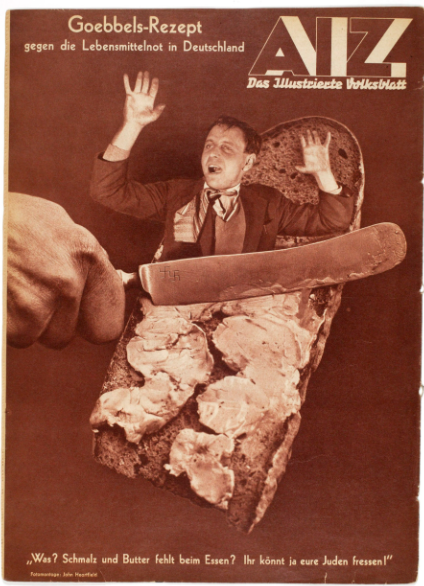 Goebbels-Rezept
gegen die Lebensmittelnot in Deutschland
AIZ
Das Illustrierte Volksblatt
„Was? Schmalz und Butter fehlt beim Essen? Ihr könnt ja eure Juden fressen!"
Fotomontage: John Heartfield